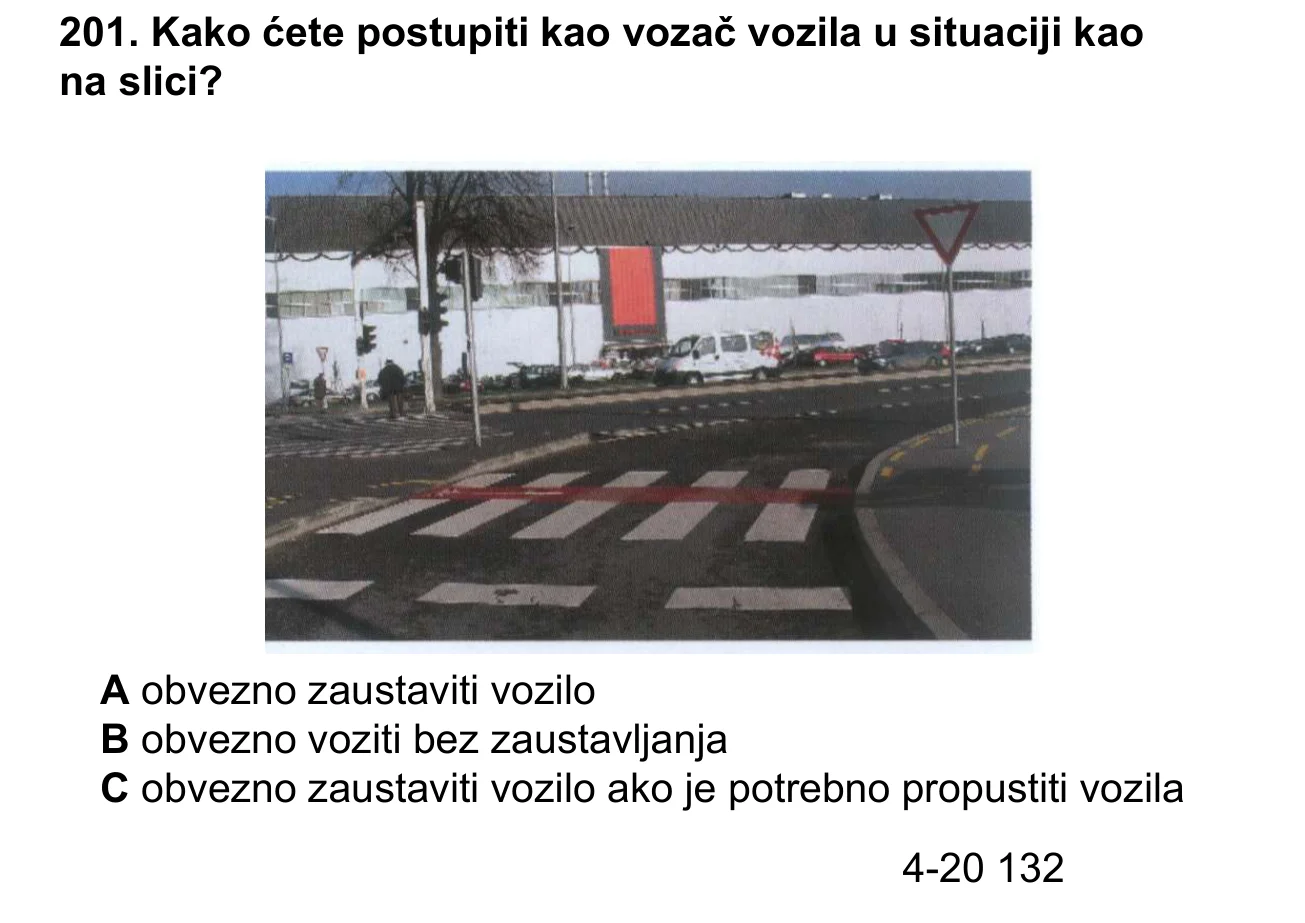 201. Kako ćete postupiti kao vozač vozila u situaciji kao
na slici?
A obvezno zaustaviti vozilo
B obvezno voziti bez zaustavljanja
C obvezno zaustaviti vozilo ako je potrebno propustiti vozila
4-20 132